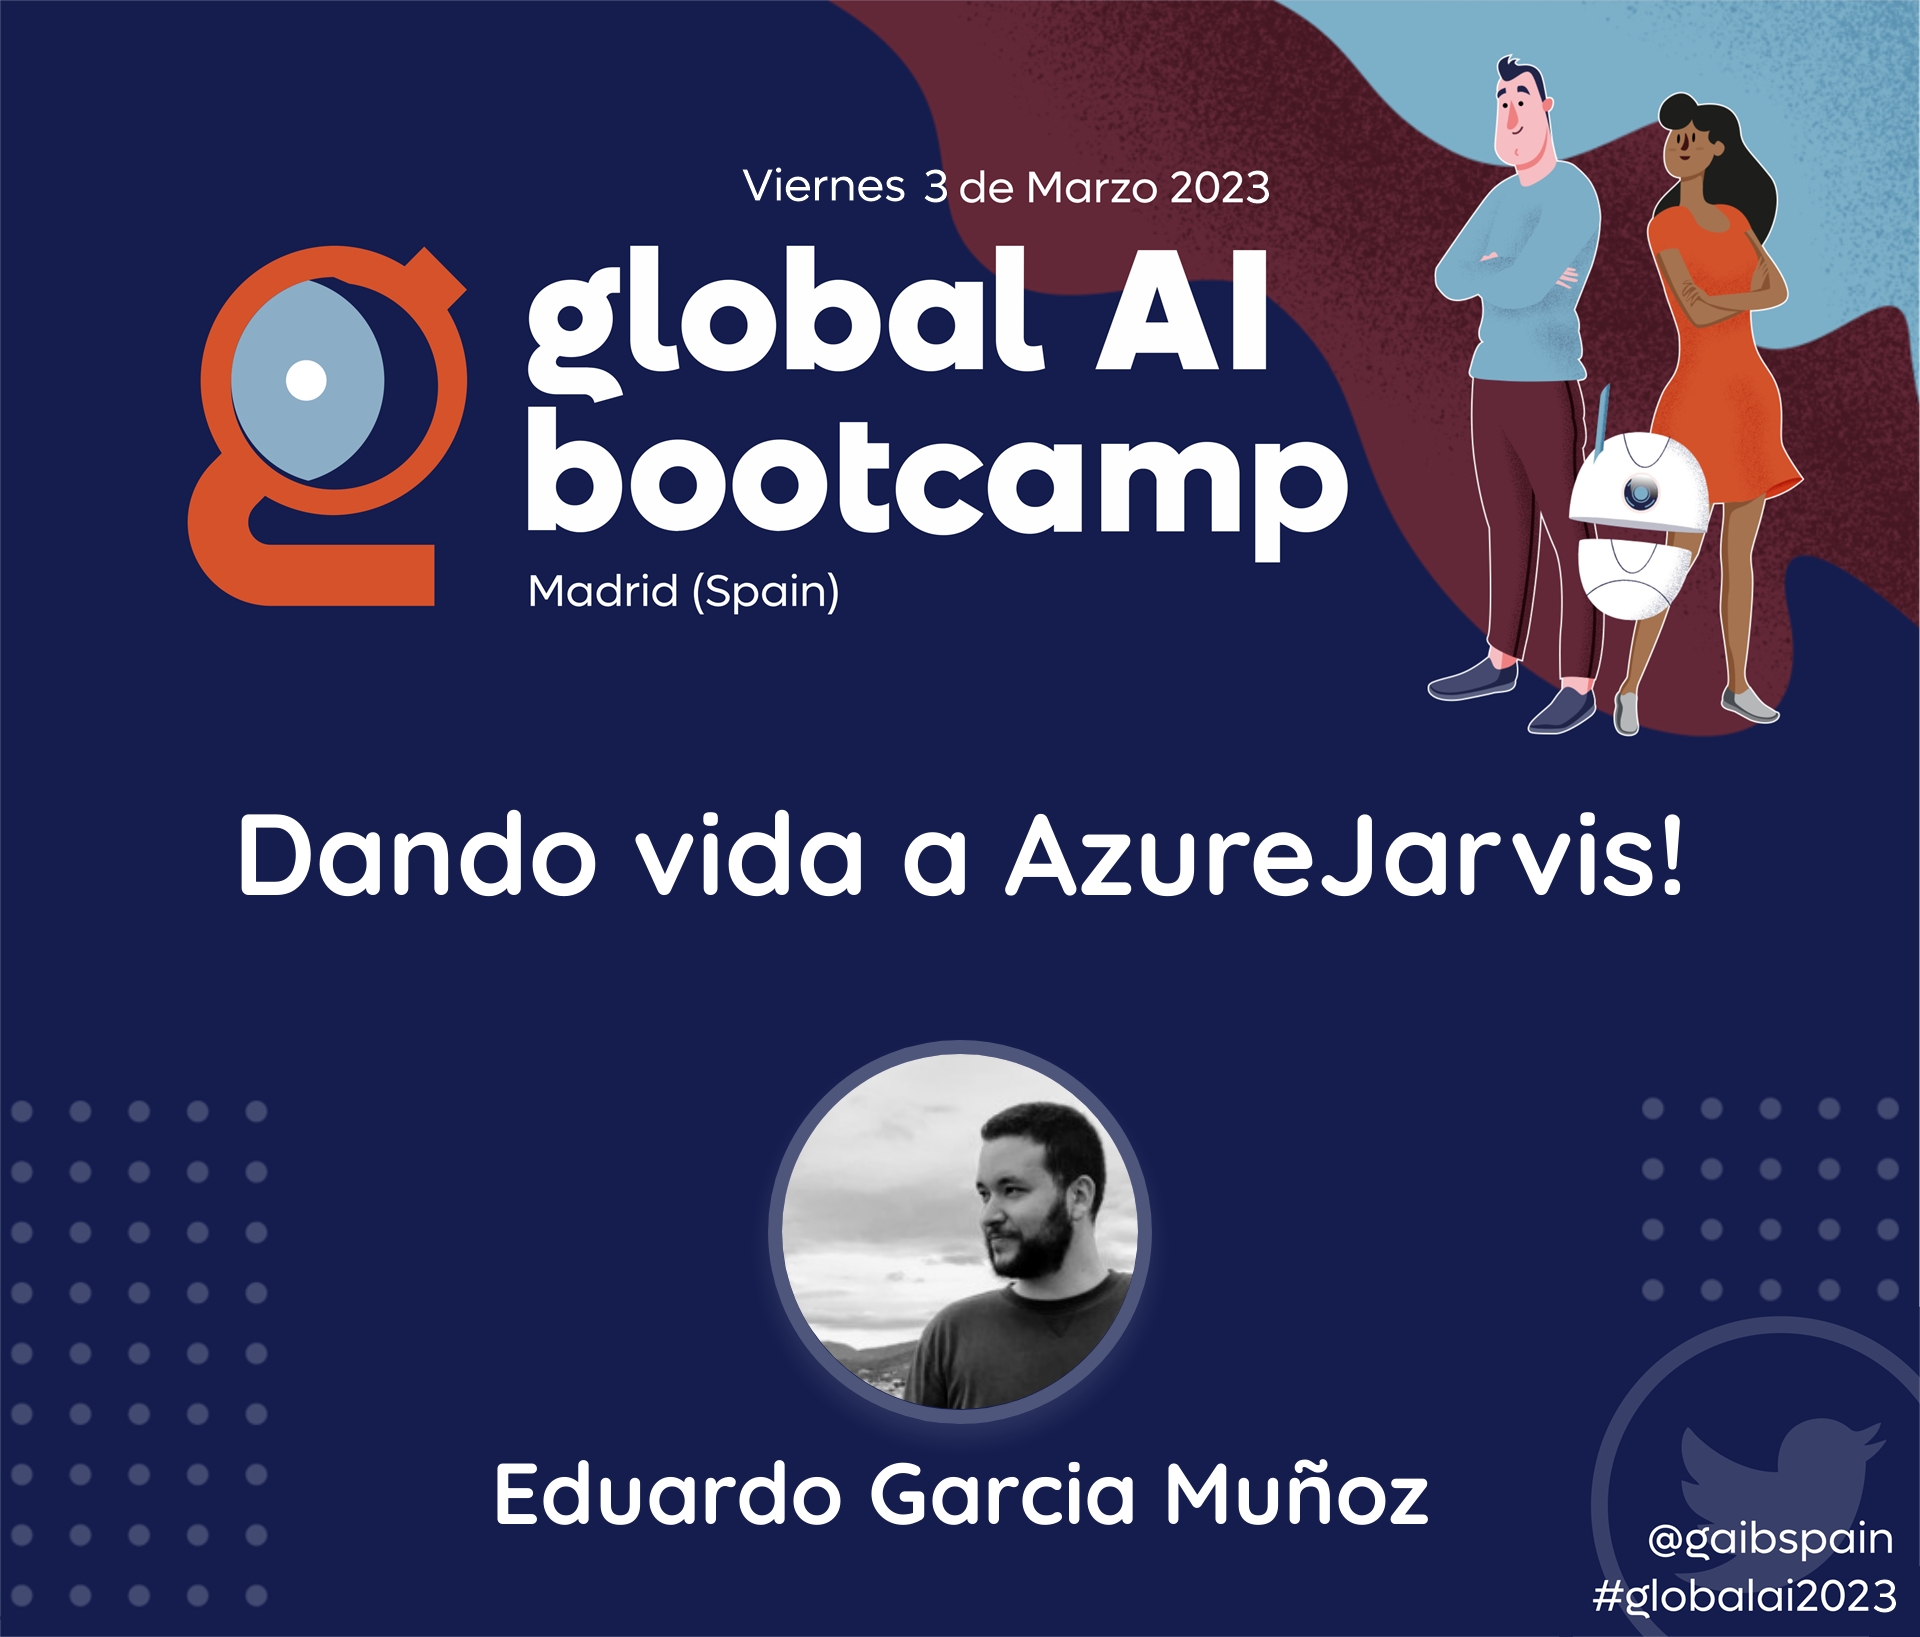 Viernes 3 de Marzo 2023
global AI
bootcamp
Madrid (Spain)
Dando vida a AzureJarvis!
Eduardo Garcia Muñoz
@gaibspain
#globalai2023